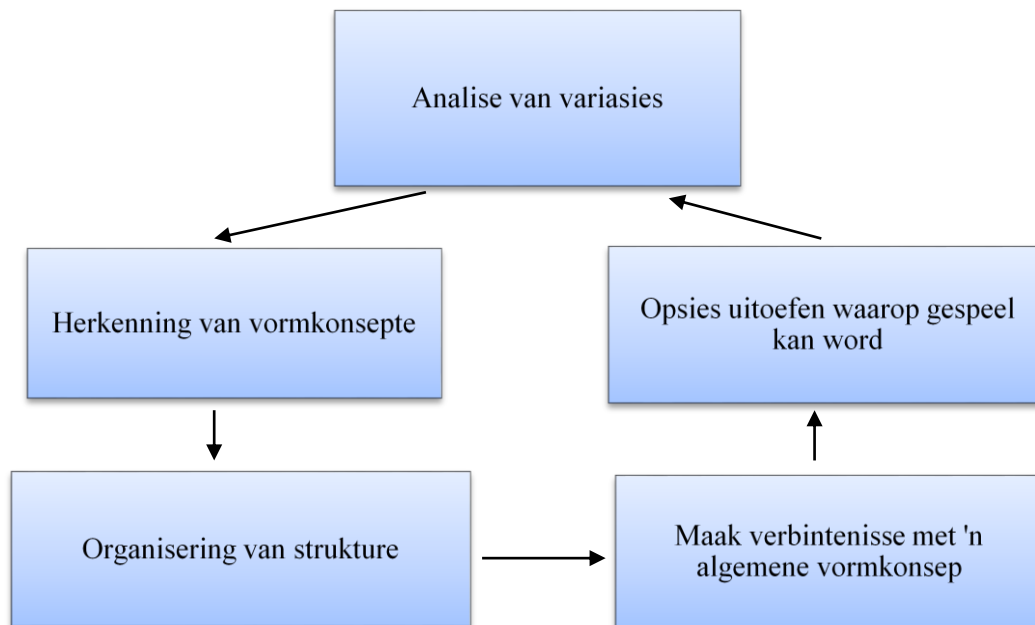 Analise van variasies
Herkenning van vormkonsepte
Opsies uitoefen waarop gespeel
kan word
Organisering van strukture
Maak verbintenisse met 'n
algemene vormkonsep